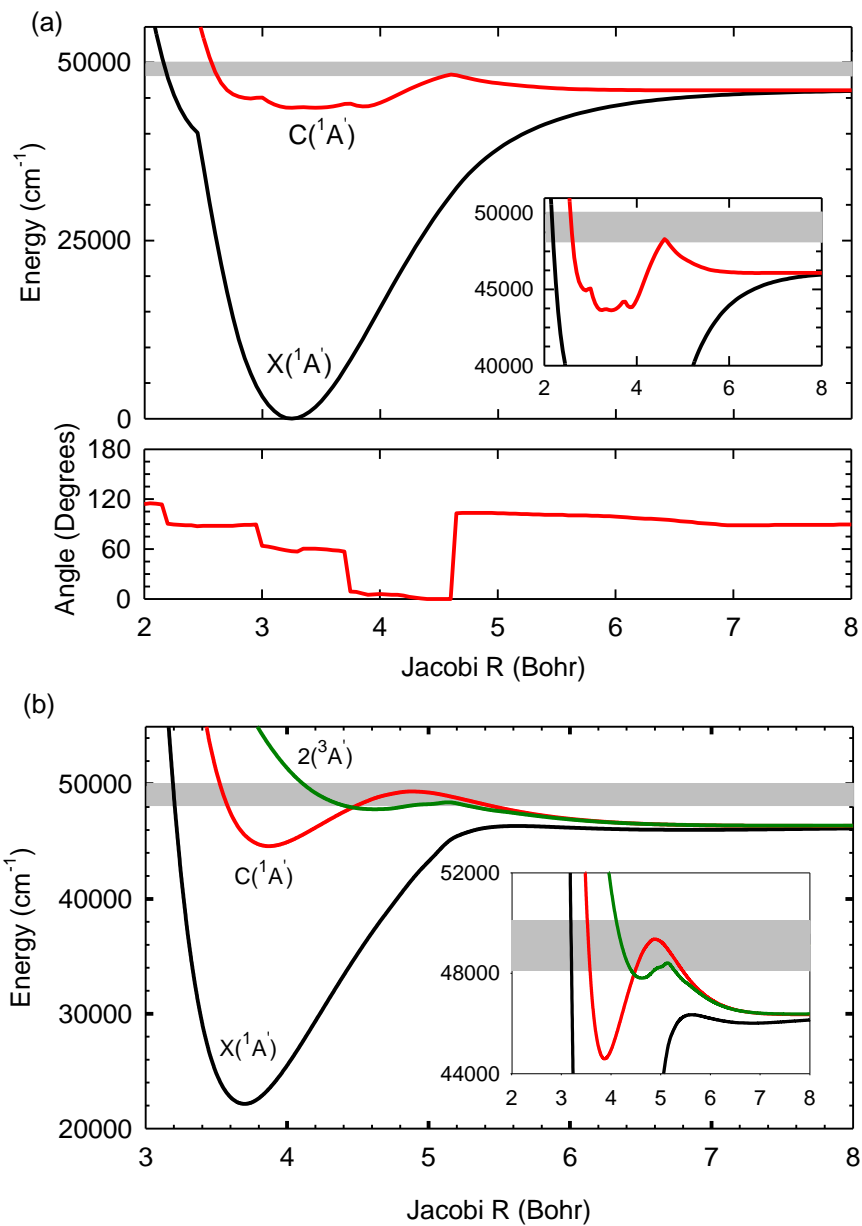 (a)
50000
25000
0
Energy (cm⁻¹)
C(¹A')
X(¹A')
50000
45000
40000
2 4 6 8
180
120
60
0
Angle (Degrees)
2 3 4 5 6 7 8
Jacobi R (Bohr)
(b)
50000
40000
30000
20000
Energy (cm⁻¹)
2(³A')
C(¹A')
X(¹A')
52000
48000
44000
2 3 4 5 6 7 8
3 4 5 6 7 8
Jacobi R (Bohr)